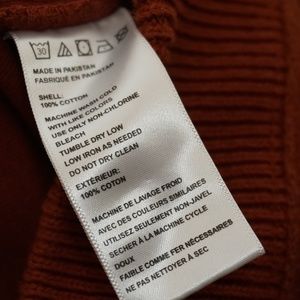 30
MADE IN PAKISTAN
FABRIQUÉ EN PAKISTAN
SHELL:
100% COTTON
MACHINE WASH COLD
WITH LIKE COLORS
USE ONLY NON-CHLORINE
BLEACH
TUMBLE DRY LOW
LOW IRON AS NEEDED
DO NOT DRY CLEAN
EXTÉRIEUR:
100% COTON
MACHINE DE LAVAGE FROID
AVEC DES COULEURS SIMILAIRES
UTILISEZ SEULEMENT NON-JAVEL
SÉCHER À LA MACHINE CYCLE
DOUX
FAIBLE COMME FER NÉCESSAIRES
NE PAS NETTOYER À SEC